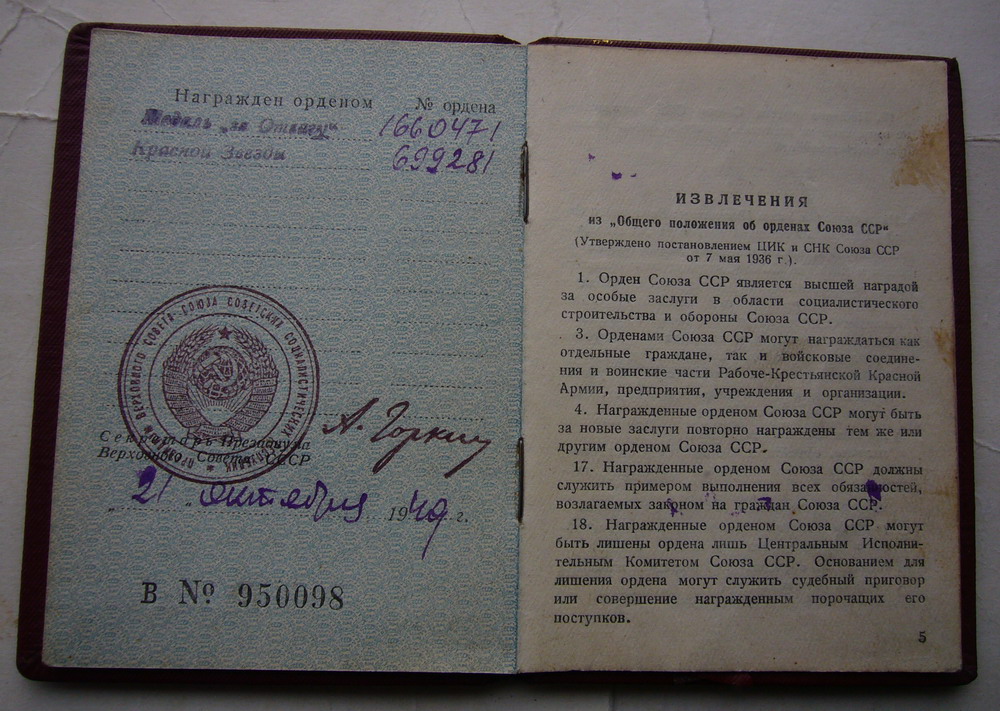 Награжден орденом № ордена
Медаль „за Отвагу“ 1660471
Красной Звезды 699281
ВЕРХОВНОГО СОВЕТА СОЮЗА СОВЕТСКИХ СОЦИАЛИСТИЧЕСКИХ
Секретарь Президиума
Верховного Совета СССР
А. Горкин
„21 „ октября 1949 г.
В № 950098
ИЗВЛЕЧЕНИЯ
из „Общего положения об орденах Союза ССР“
(Утверждено постановлением ЦИК и СНК Союза ССР
от 7 мая 1936 г.).
1. Орден Союза ССР является высшей наградой
за особые заслуги в области социалистического
строительства и обороны Союза ССР.
3. Орденами Союза ССР могут награждаться как
отдельные граждане, так и войсковые соедине-
ния и воинские части Рабоче-Крестьянской Красной
Армии, предприятия, учреждения и организации.
4. Награжденные орденом Союза ССР могут быть
за новые заслуги повторно награждены тем же или
другим орденом Союза ССР.
17. Награжденные орденом Союза ССР должны
служить примером выполнения всех обязанностей,
возлагаемых законом на граждан Союза ССР.
18. Награжденные орденом Союза ССР могут
быть лишены ордена лишь Центральным Исполни-
тельным Комитетом Союза ССР. Основанием для
лишения ордена могут служить судебный приговор
или совершение награжденным порочащих его
поступков.
5